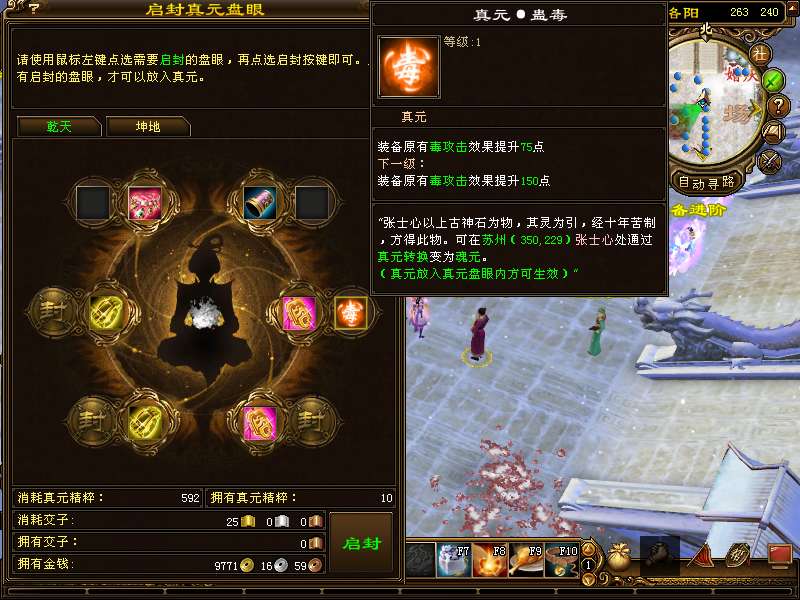 启封真元盘眼
请使用鼠标左键点选需要启封的盘眼，再点选启封按键即可。
有启封的盘眼，才可以放入真元。
乾天
坤地
封
封
封
毒
消耗真元精粹：
592
拥有真元精粹：
10
消耗交子：
25
0
0
拥有交子：
0
拥有金钱：
9771
16
59
启封
真元●蛊毒
毒
等级:1
真元
装备原有毒攻击效果提升75点
下一级：
装备原有毒攻击效果提升150点
“张士心以上古神石为物，其灵为引，经十年苦制
，方得此物。可在苏州（350,229）张士心处通过
真元转换变为魂元。
（真元放入真元盘眼内方可生效）”
洛阳
263 240
北
社
?
自动寻路
备进阶
F7
F8
F9
F10
1